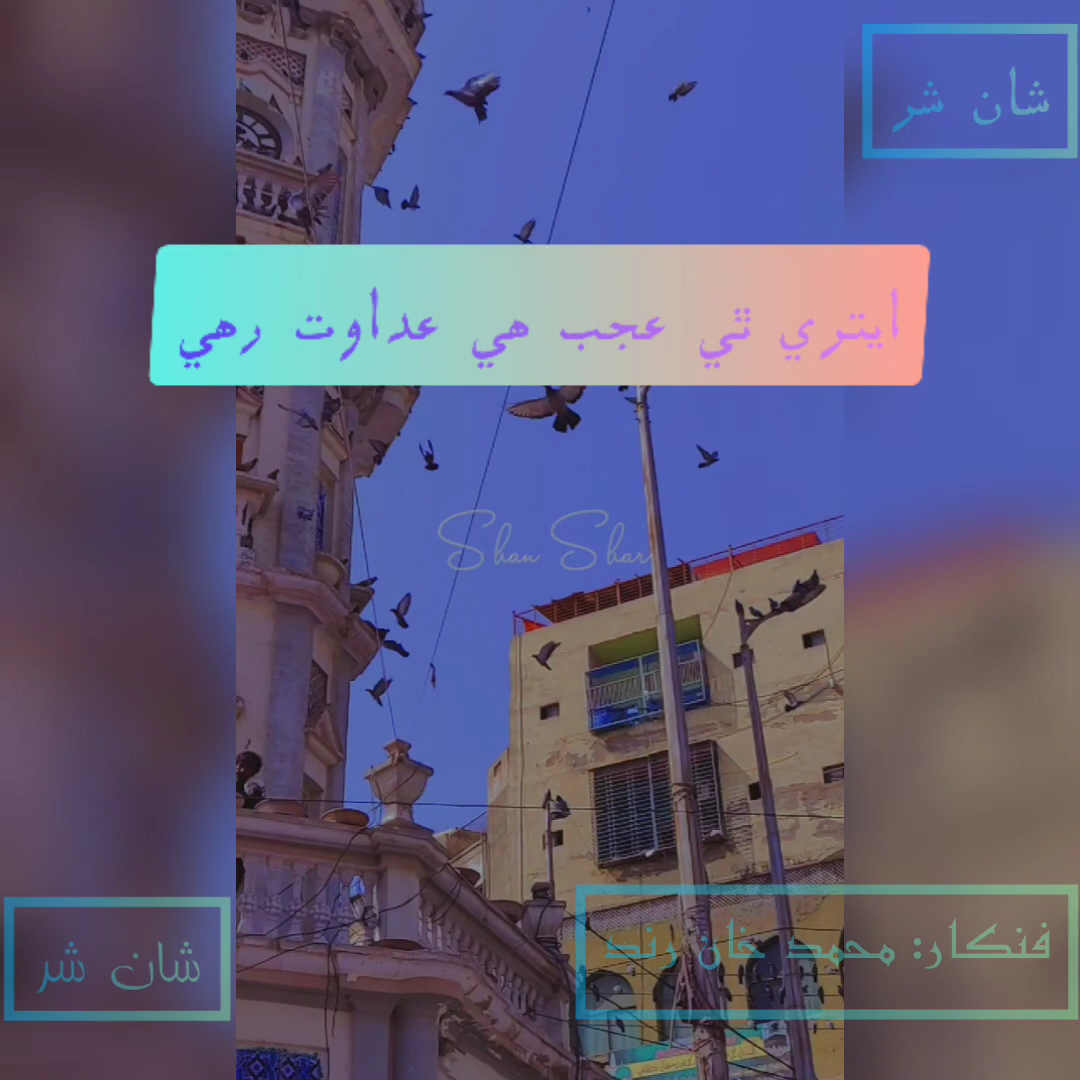 شان شر
ايتري ٿي عجب هي عداوت رهي
Shan Shar
فنڪار: محمد خان رند
شان شر